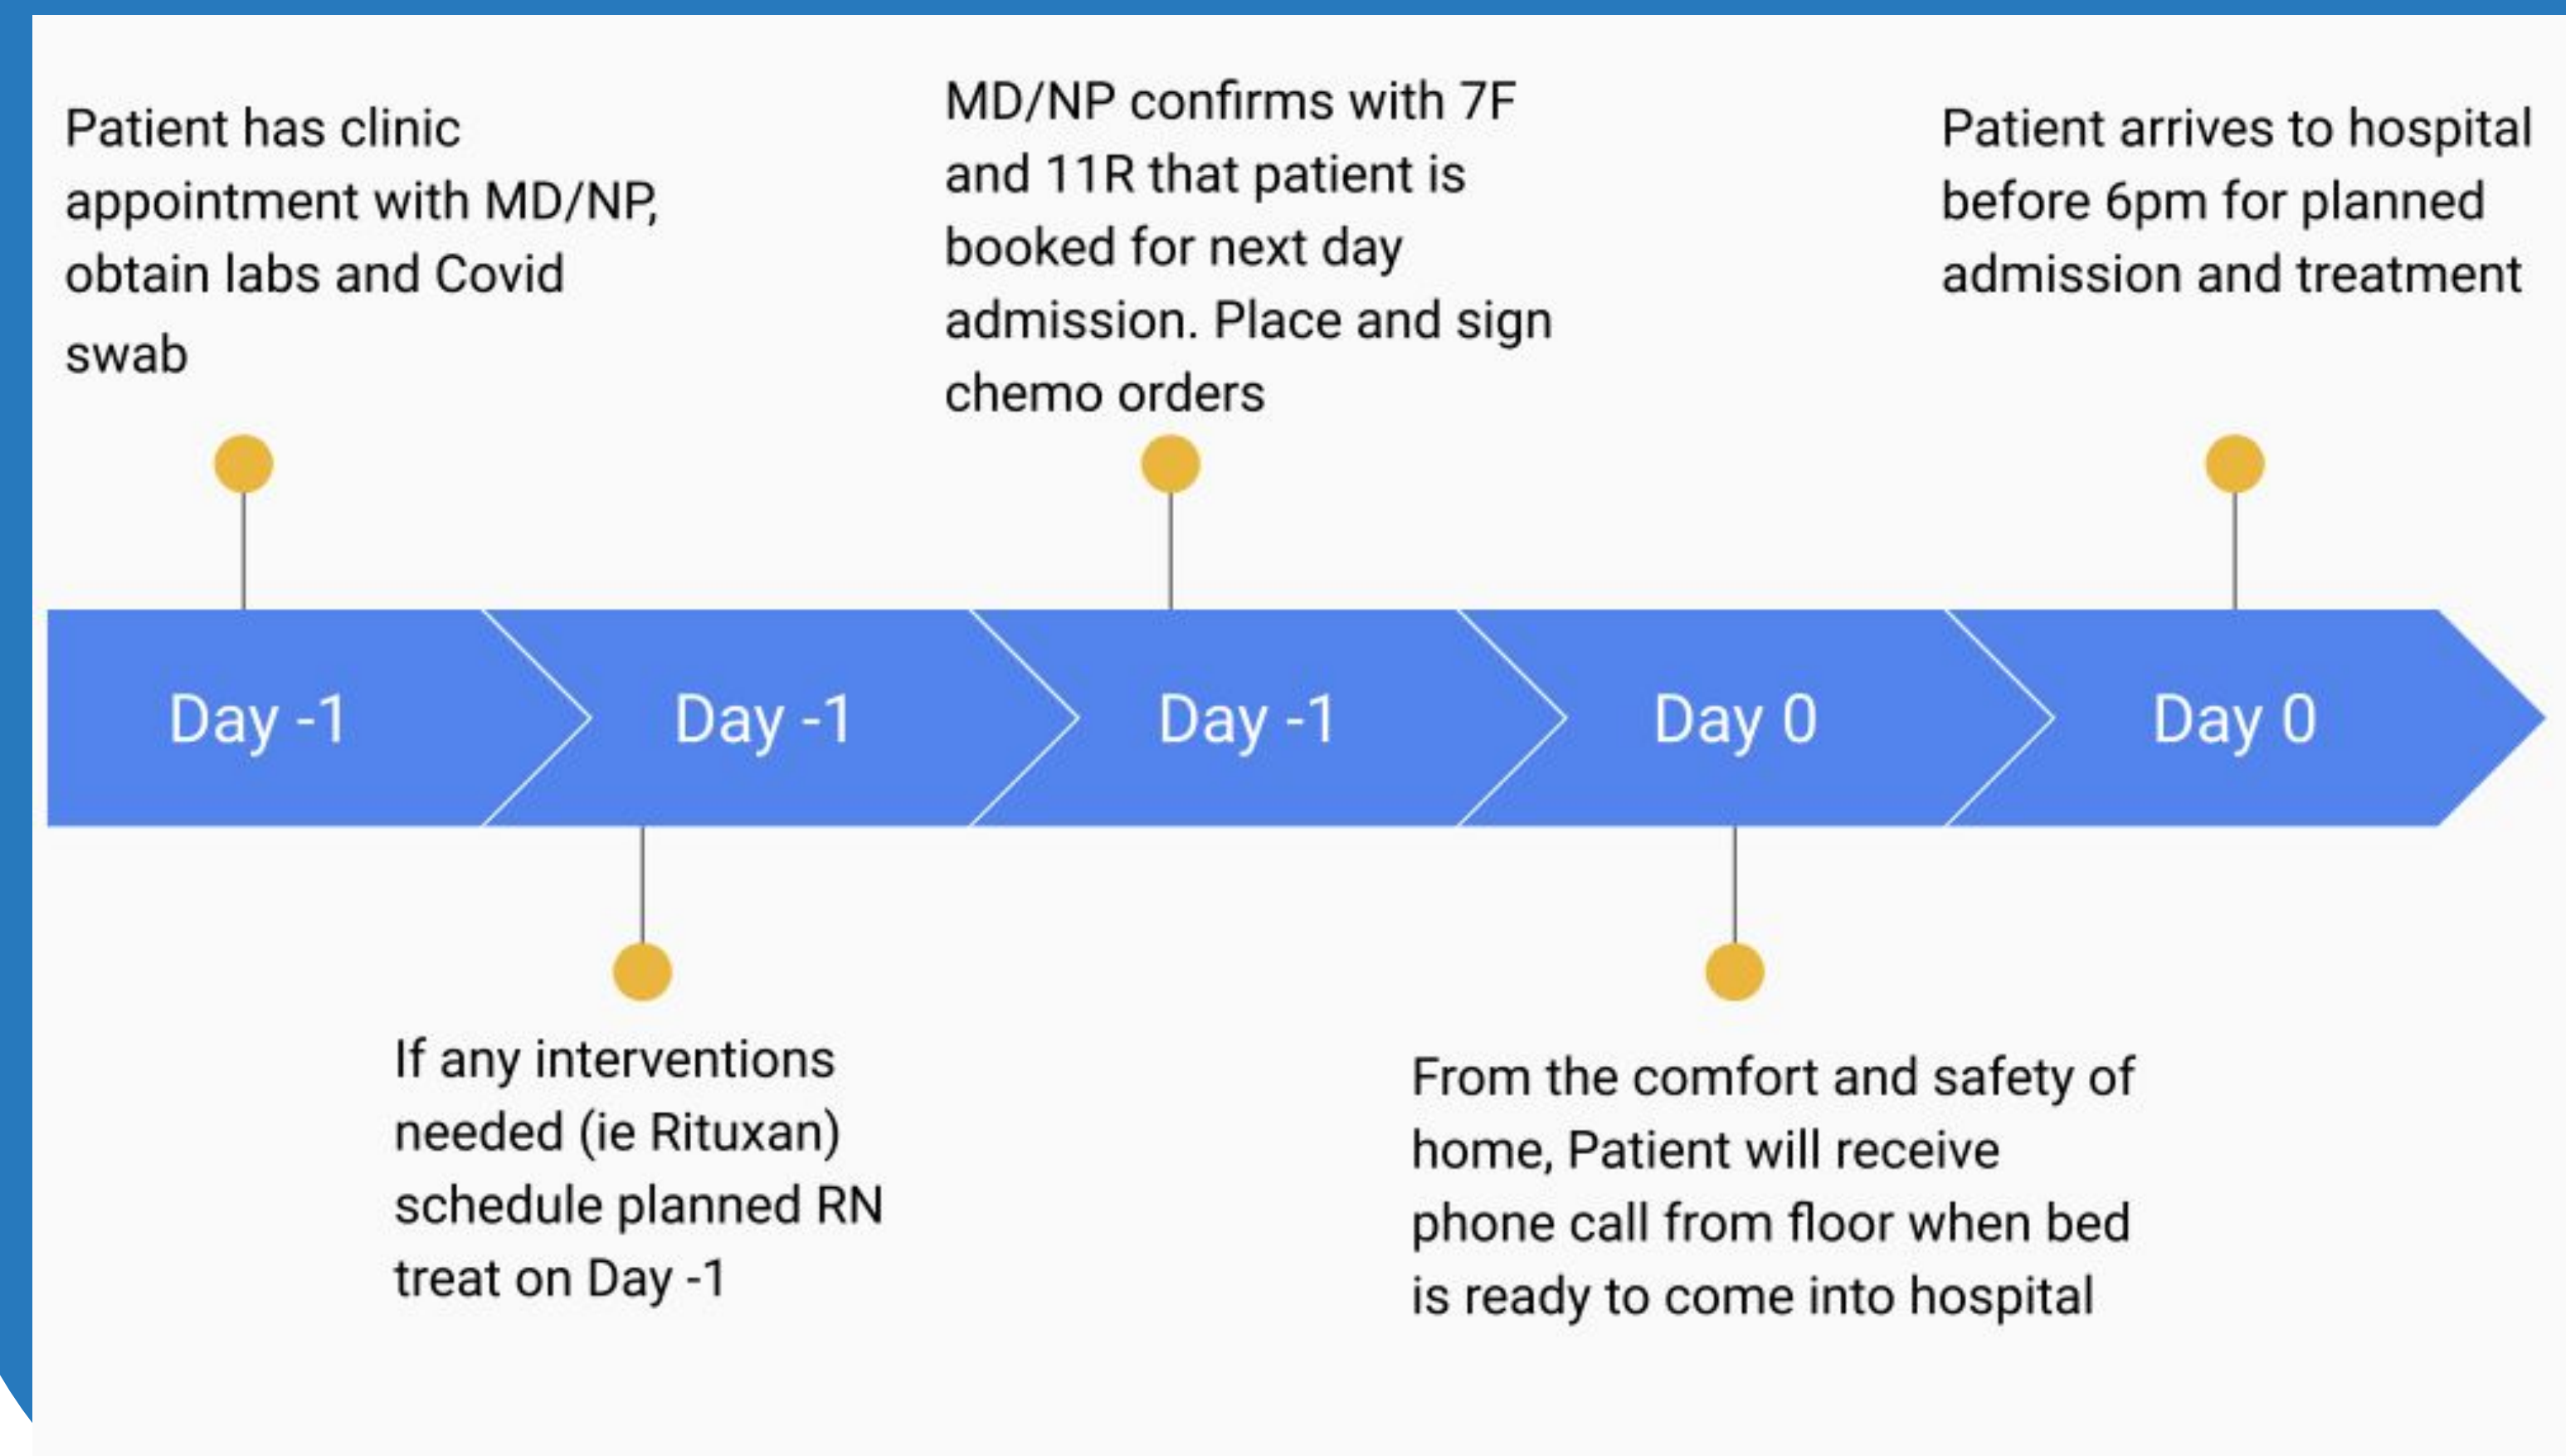 Patient has clinic
appointment with MD/NP,
obtain labs and Covid
swab
MD/NP confirms with 7F
and 11R that patient is
booked for next day
admission. Place and sign
chemo orders
Patient arrives to hospital
before 6pm for planned
admission and treatment
Day -1
Day -1
Day -1
Day 0
Day 0
If any interventions
needed (ie Rituxan)
schedule planned RN
treat on Day -1
From the comfort and safety of
home, Patient will receive
phone call from floor when bed
is ready to come into hospital